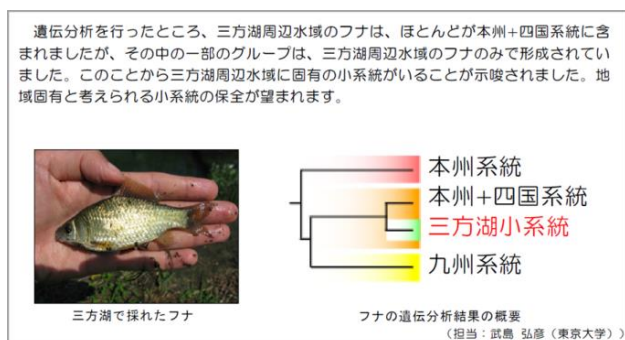 遺伝分析を行ったところ、三方湖周辺水域のフナは、ほとんどが本州+四国系統に含
まれましたが、その中の一部のグループは、三方湖周辺水域のフナのみで形成されてい
ました。このことから三方湖周辺水域に固有の小系統がいることが示唆されました。地
域固有と考えられる小系統の保全が望まれます。
本州系統
本州+四国系統
三方湖小系統
九州系統
三方湖で採れたフナ
フナの遺伝分析結果の概要
(担当:武島 弘彦(東京大学))